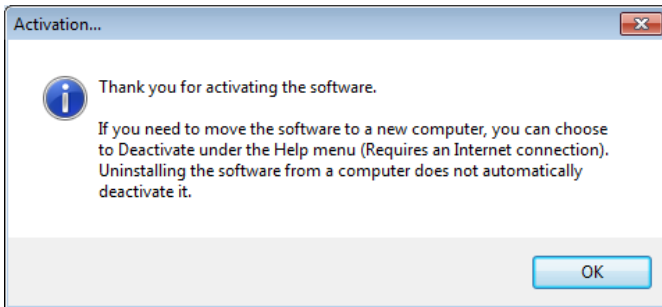 Activation...
Thank you for activating the software.
If you need to move the software to a new computer, you can choose
to Deactivate under the Help menu (Requires an Internet connection).
Uninstalling the software from a computer does not automatically
deactivate it.
OK